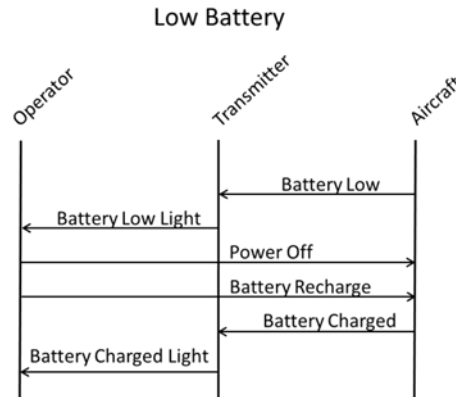 Low Battery
Operator
Transmitter
Aircraft
Battery Low
Battery Low Light
Power Off
Battery Recharge
Battery Charged
Battery Charged Light